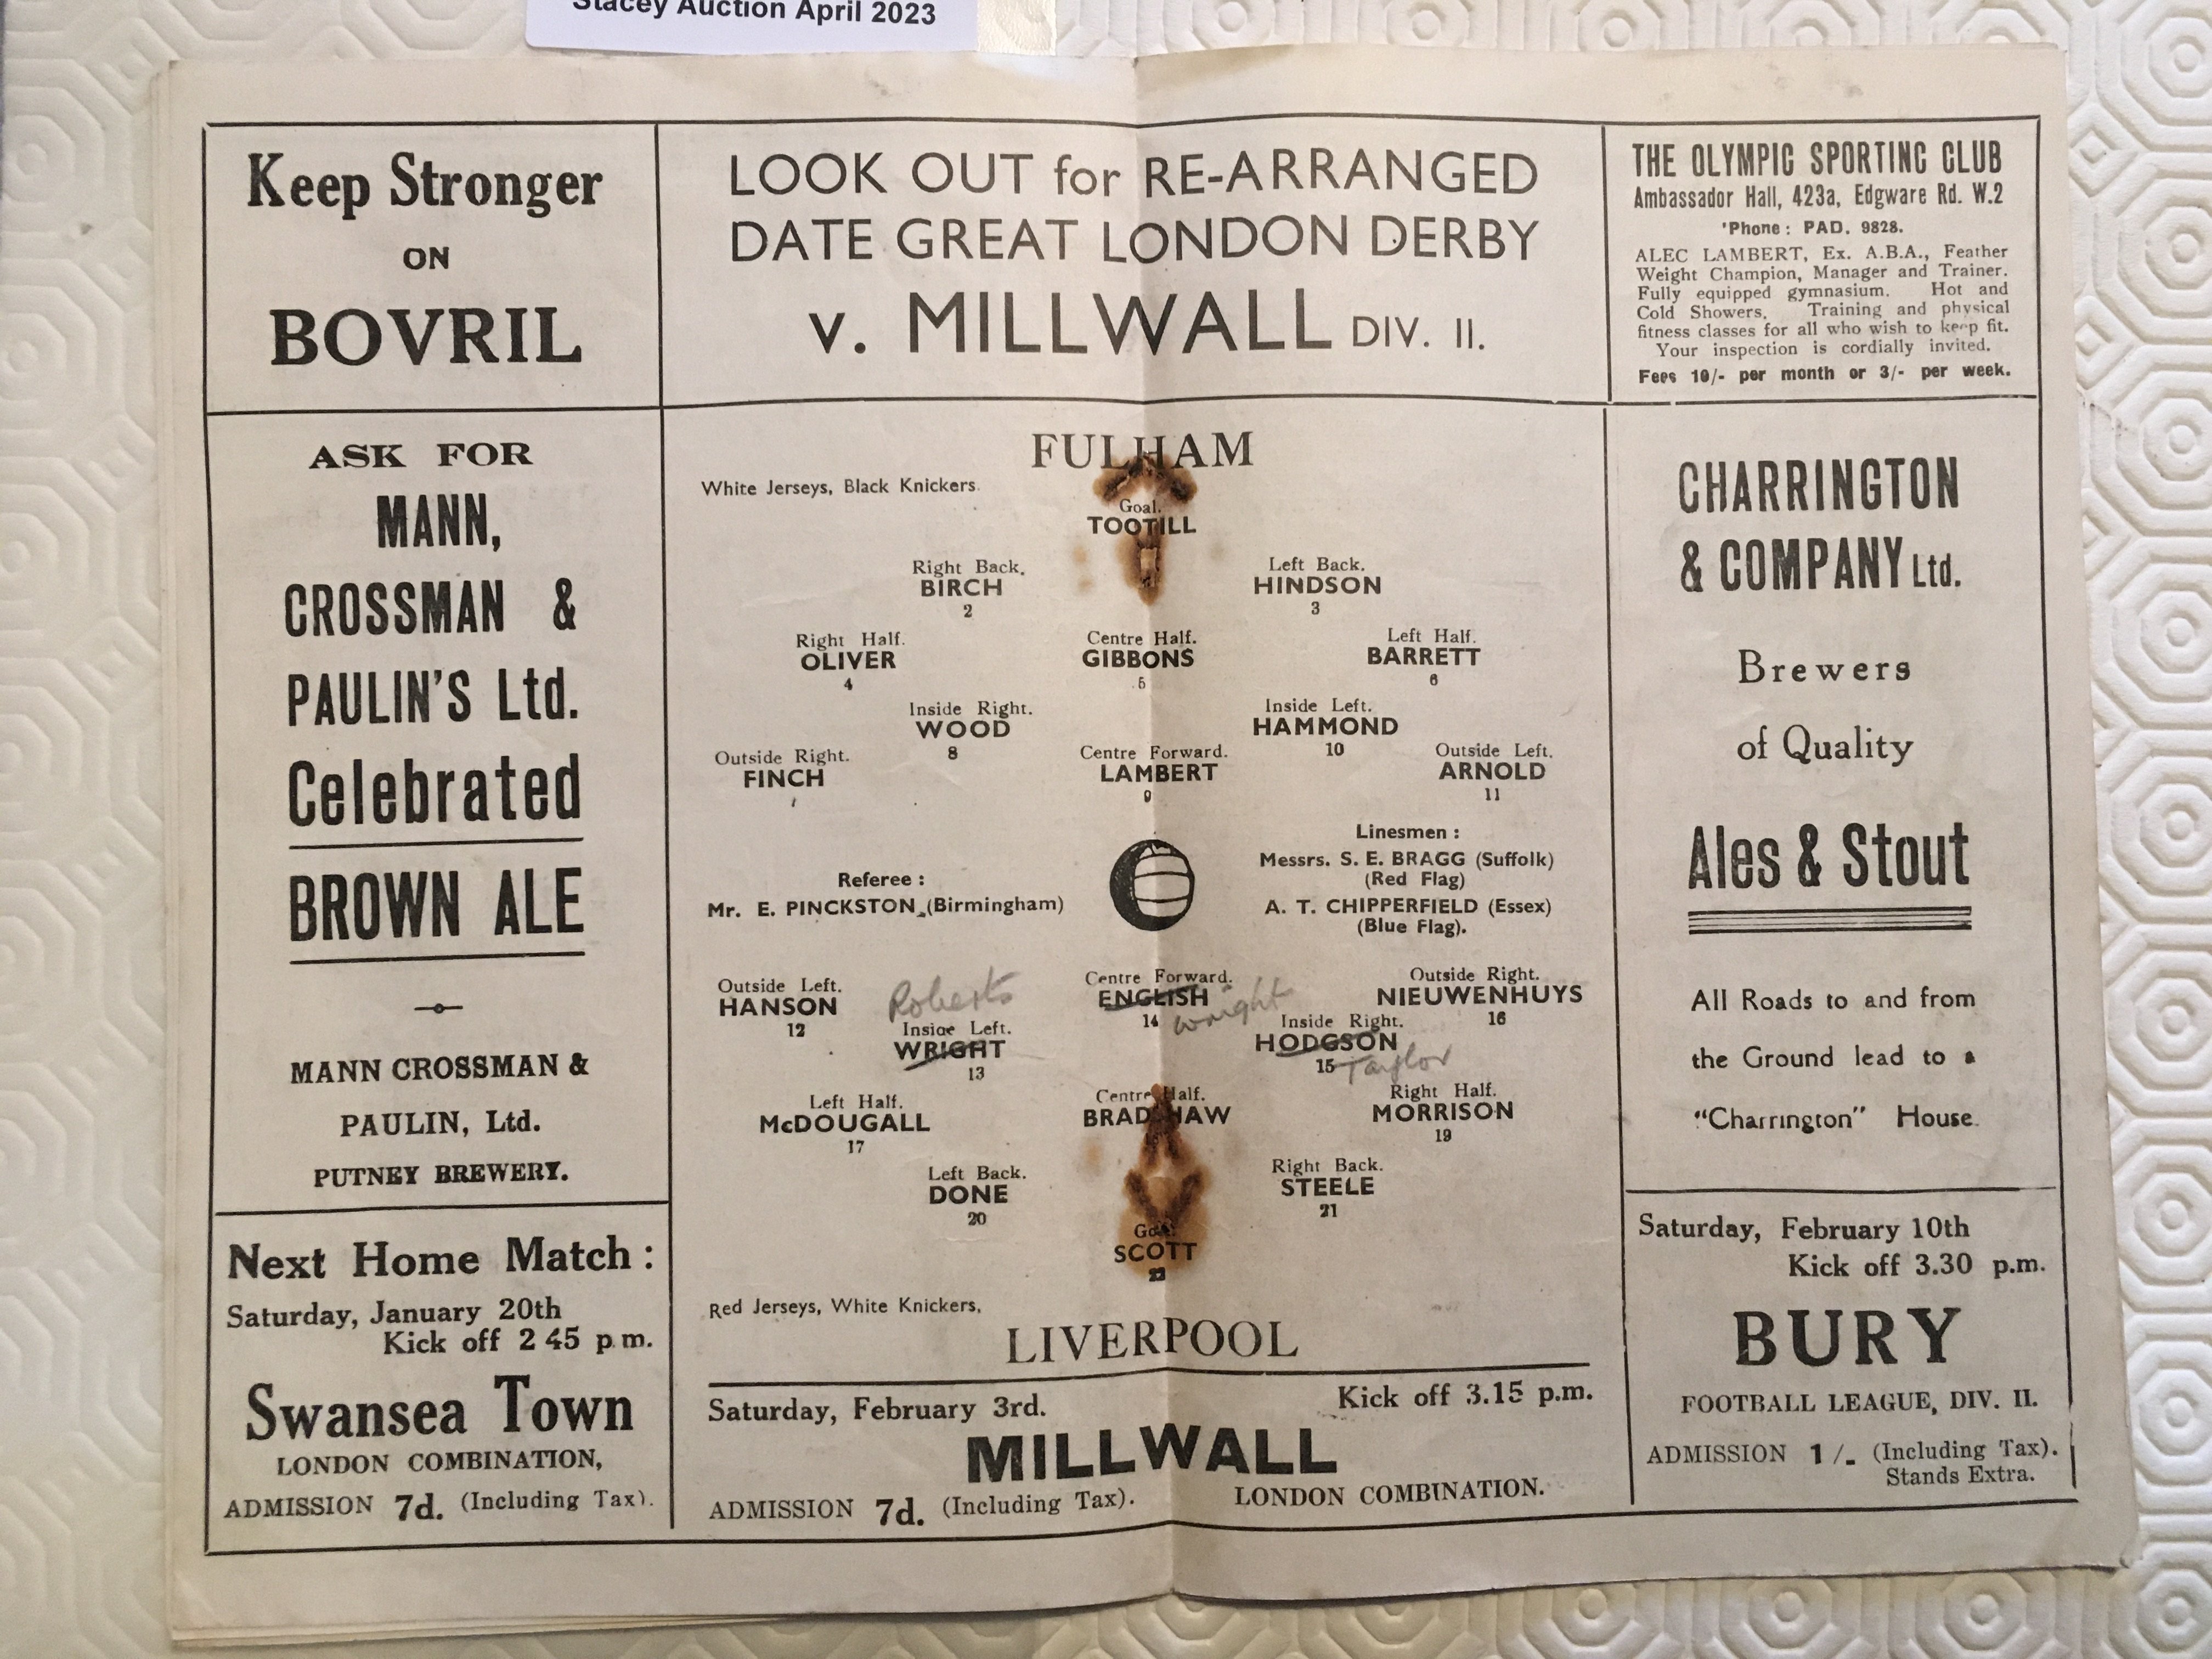 Stacey Auction April 2023
Keep Stronger
ON
BOVRIL
LOOK OUT for RE-ARRANGED
DATE GREAT LONDON DERBY
v. MILLWALL DIV. II.
THE OLYMPIC SPORTING CLUB
Ambassador Hall, 423a, Edgware Rd. W.2
'Phone: PAD. 9828.
ALEC LAMBERT, Ex. A.B.A., Feather
Weight Champion, Manager and Trainer.
Fully equipped gymnasium. Hot and
Cold Showers. Training and physical
fitness classes for all who wish to keep fit.
Your inspection is cordially invited.
Fees 10/- per month or 3/- per week.
ASK FOR
MANN,
CROSSMAN &
PAULIN'S Ltd.
Celebrated
BROWN ALE
MANN CROSSMAN &
PAULIN, Ltd.
PUTNEY BREWERY.
FULHAM
White Jerseys, Black Knickers.
Goal.
TOOTILL
Right Back. Left Back.
BIRCH HINDSON
2 3
Right Half. Centre Half. Left Half.
OLIVER GIBBONS BARRETT
4 5 6
Inside Right. Inside Left.
WOOD HAMMOND
8 10
Outside Right. Centre Forward. Outside Left.
FINCH LAMBERT ARNOLD
9 11
Linesmen :
Messrs. S. E. BRAGG (Suffolk)
(Red Flag)
A. T. CHIPPERFIELD (Essex)
(Blue Flag).
Referee :
Mr. E. PINCKSTON, (Birmingham)
Outside Left. Centre Forward. Outside Right.
HANSON Roberts ENGLISH NIEUWENHUYS
12 14 Wright 16
Inside Left. Inside Right.
WRIGHT HODGSON
13 15 Taylor
Left Half. Centre Half. Right Half.
McDOUGALL BRADSHAW MORRISON
17 19
Left Back. Right Back.
DONE STEELE
20 21
Goal.
SCOTT
Red Jerseys, White Knickers,
LIVERPOOL
CHARRINGTON
& COMPANY Ltd.
Brewers
of Quality
Ales & Stout
All Roads to and from
the Ground lead to a
"Charrington" House.
Next Home Match :
Saturday, January 20th
Kick off 2 45 p.m.
Swansea Town
LONDON COMBINATION,
ADMISSION 7d. (Including Tax).
Saturday, February 3rd. Kick off 3.15 p.m.
MILLWALL
ADMISSION 7d. (Including Tax). LONDON COMBINATION.
Saturday, February 10th
Kick off 3.30 p.m.
BURY
FOOTBALL LEAGUE, DIV. II.
ADMISSION 1/- (Including Tax).
Stands Extra.